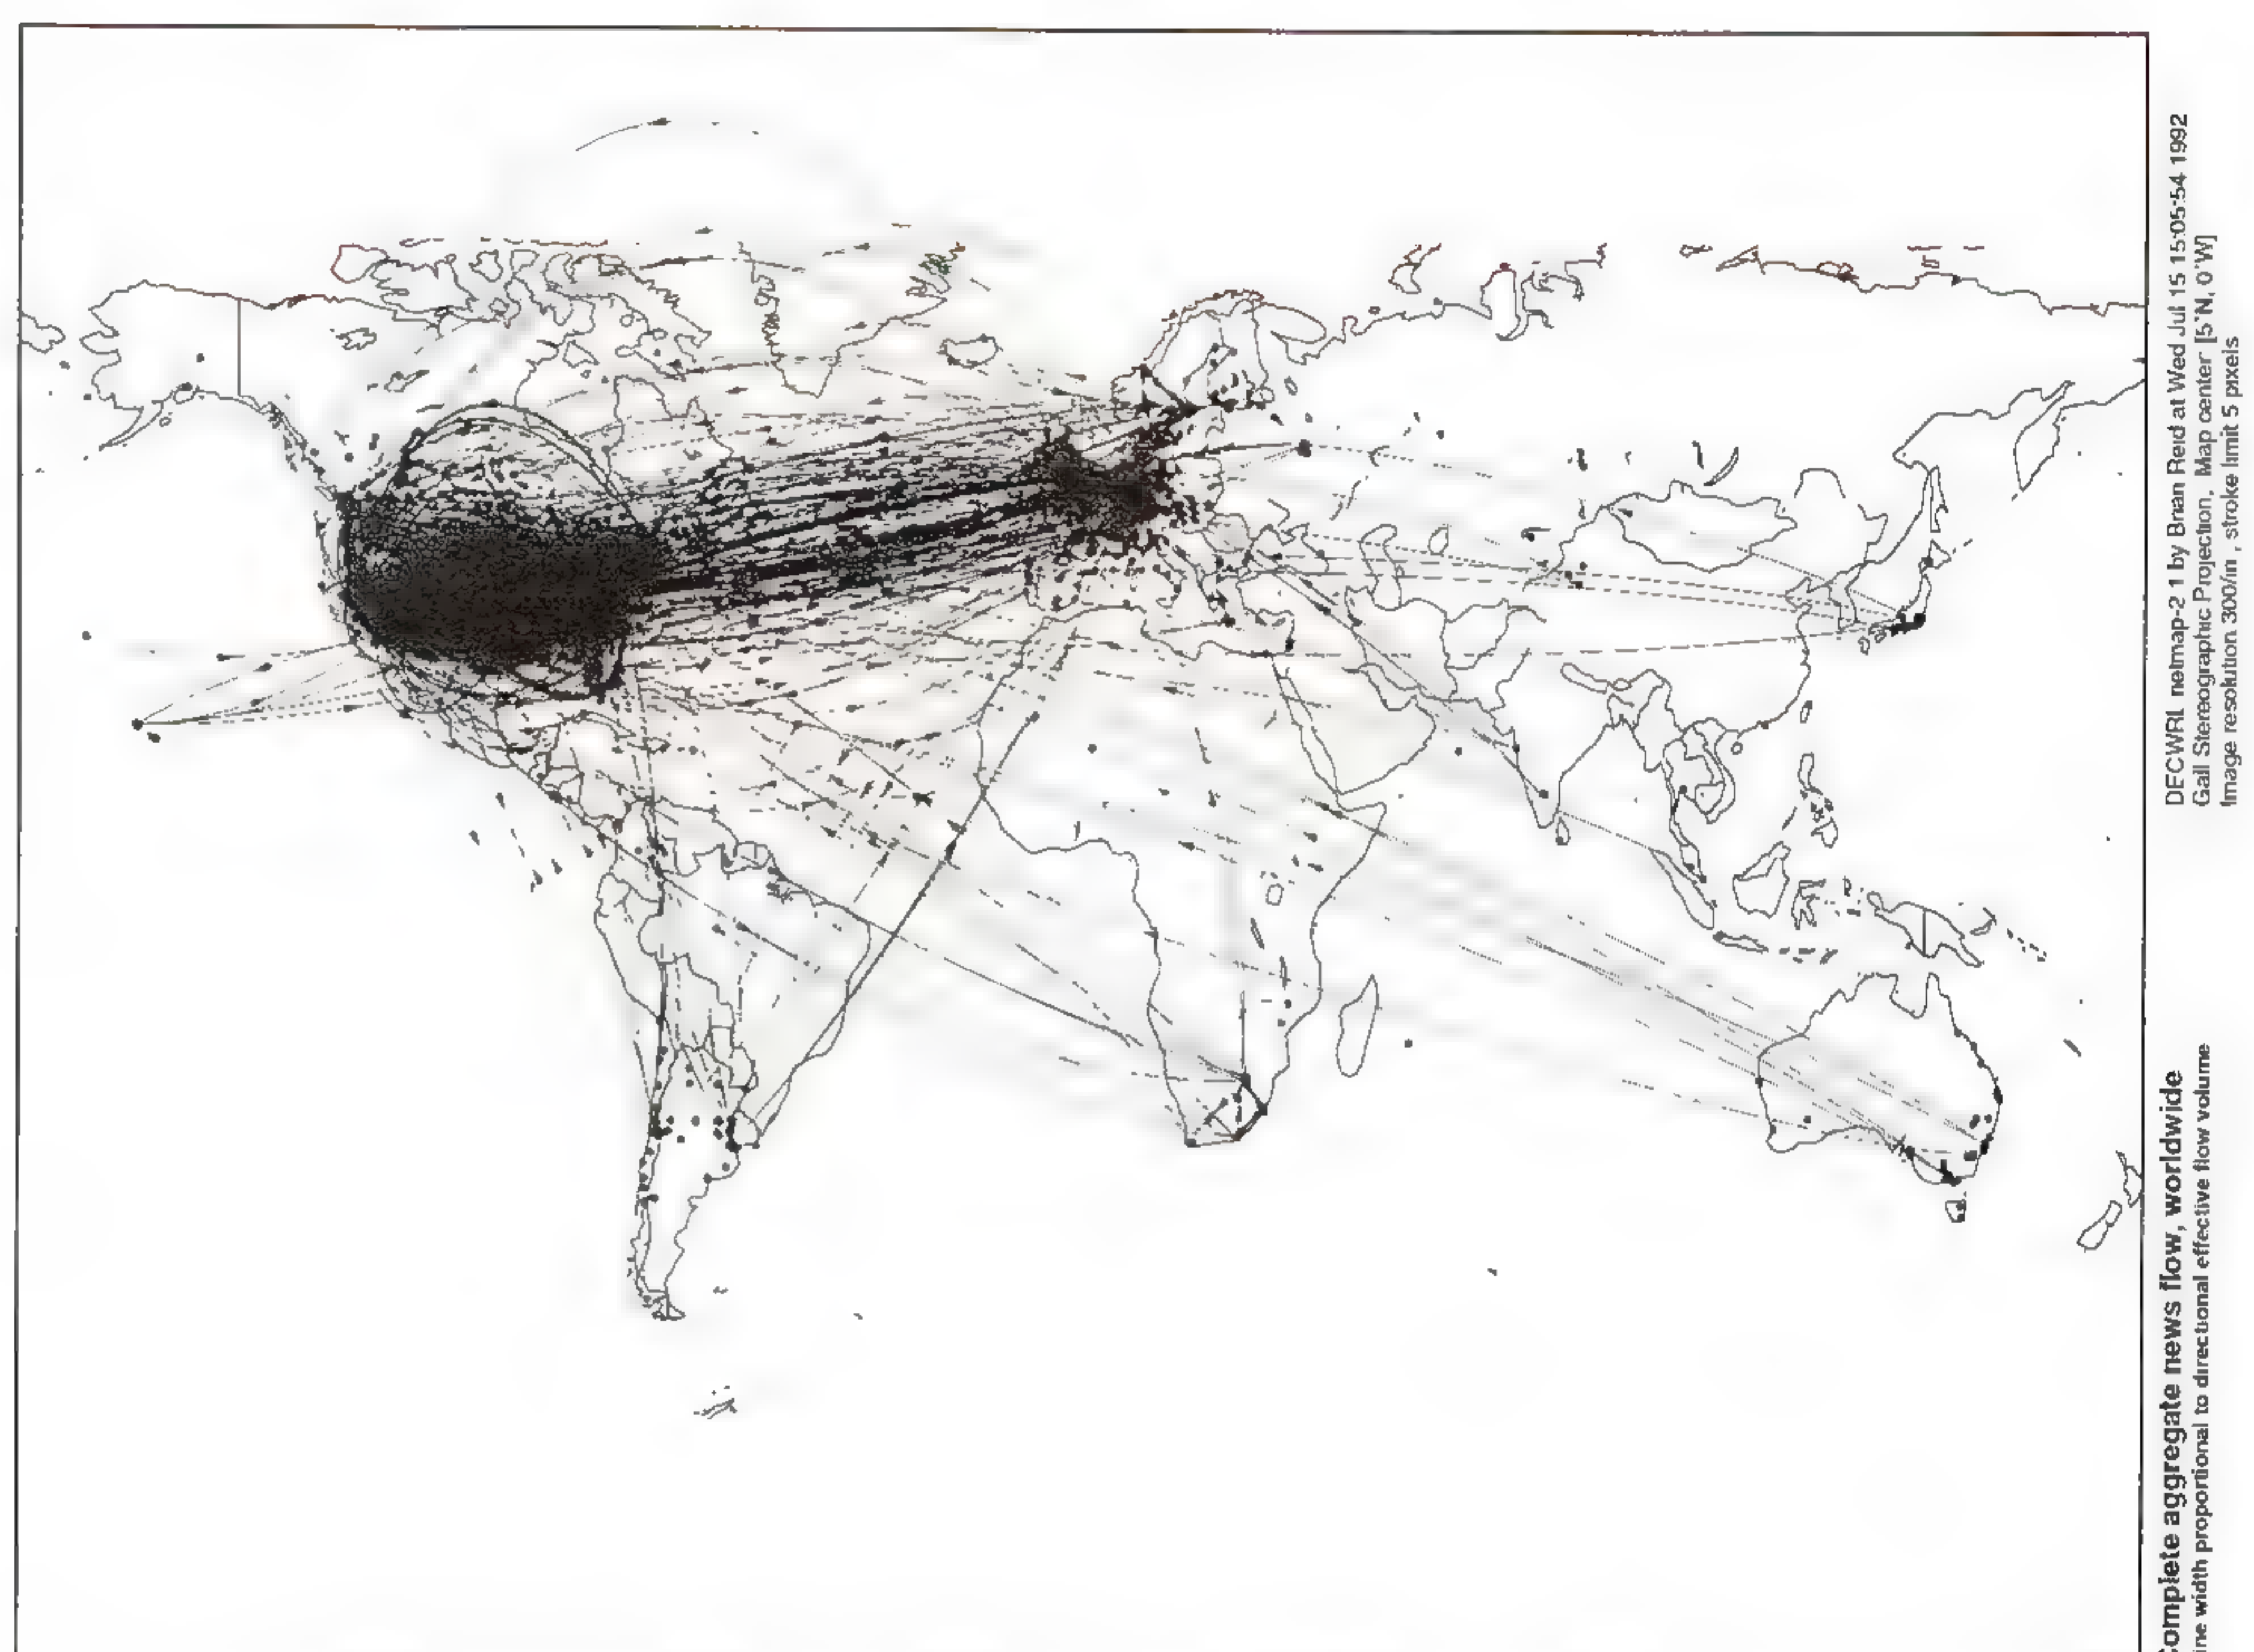 omplete aggregate news flow, worldwide
ine width proportional to directional effective flow volume
DECWRL netmap-2 1 by Brian Reid at Wed Jul 15 15:05:54 1992
Gall Stereographic Projection. Map center [5°N, 0°W]
Image resolution 300/in, stroke limit 5 pixels